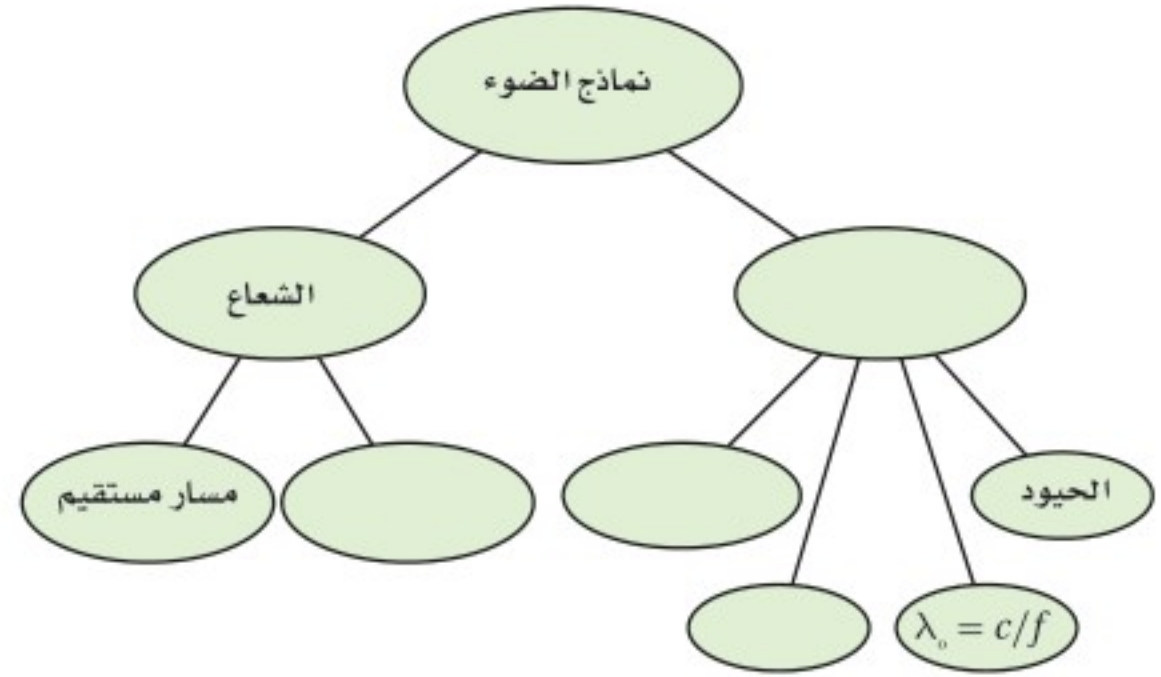 نماذج الضوء
الشعاع
الحيود
مسار مستقيم
λ₀ = c/f